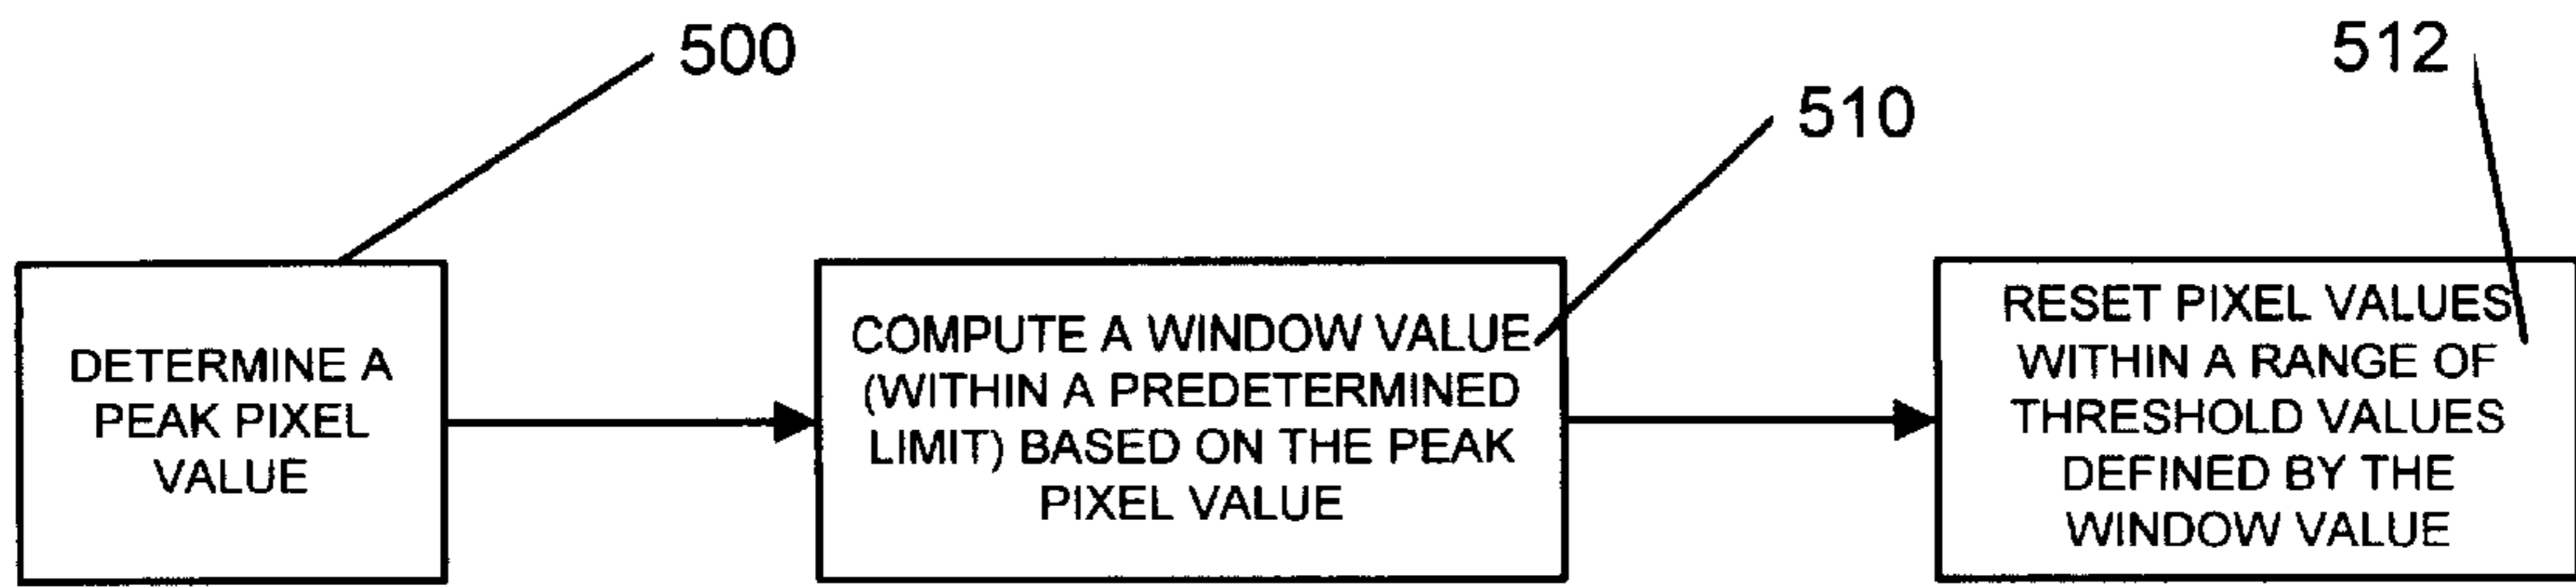 500
510
512
DETERMINE A
PEAK PIXEL
VALUE
COMPUTE A WINDOW VALUE
(WITHIN A PREDETERMINED
LIMIT) BASED ON THE PEAK
PIXEL VALUE
RESET PIXEL VALUES
WITHIN A RANGE OF
THRESHOLD VALUES
DEFINED BY THE
WINDOW VALUE